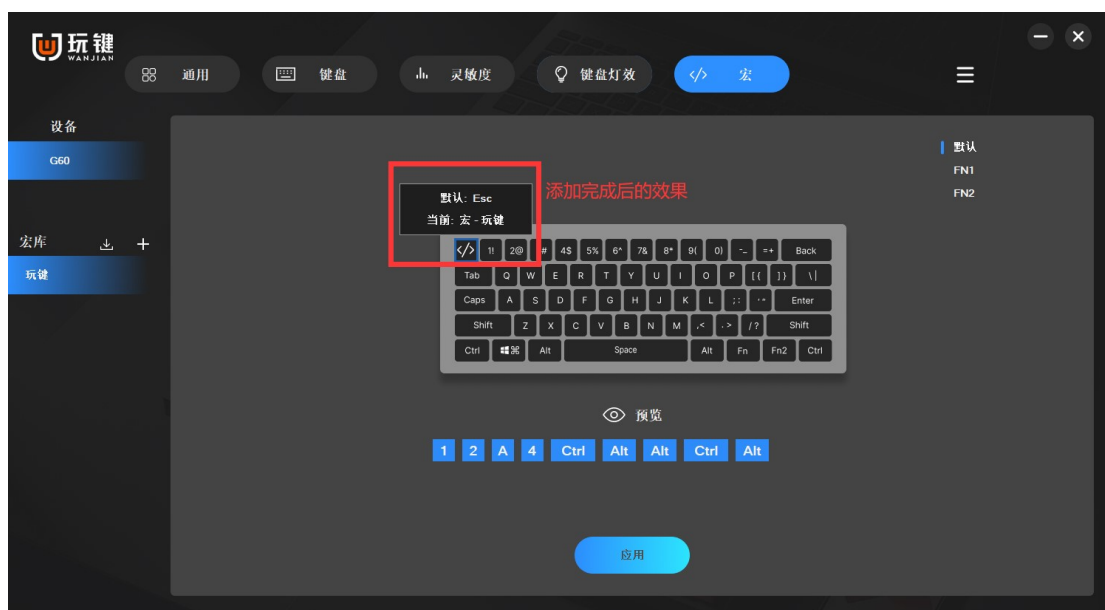 玩键
WANJIAN
通用 键盘 灵敏度 键盘灯效 </> 宏
设备
G60
宏库
玩键
默认
FN1
FN2
默认: Esc
当前: 宏 - 玩键
添加完成后的效果
</> 1! 2@ # 4$ 5% 6^ 7& 8* 9( 0) -_ =+ Back
Tab Q W E R T Y U I O P [{ ]} \|
Caps A S D F G H J K L ;: '" Enter
Shift Z X C V B N M ,< .> /? Shift
Ctrl ⌘ Alt Space Alt Fn Fn2 Ctrl
预览
1 2 A 4 Ctrl Alt Alt Ctrl Alt
应用